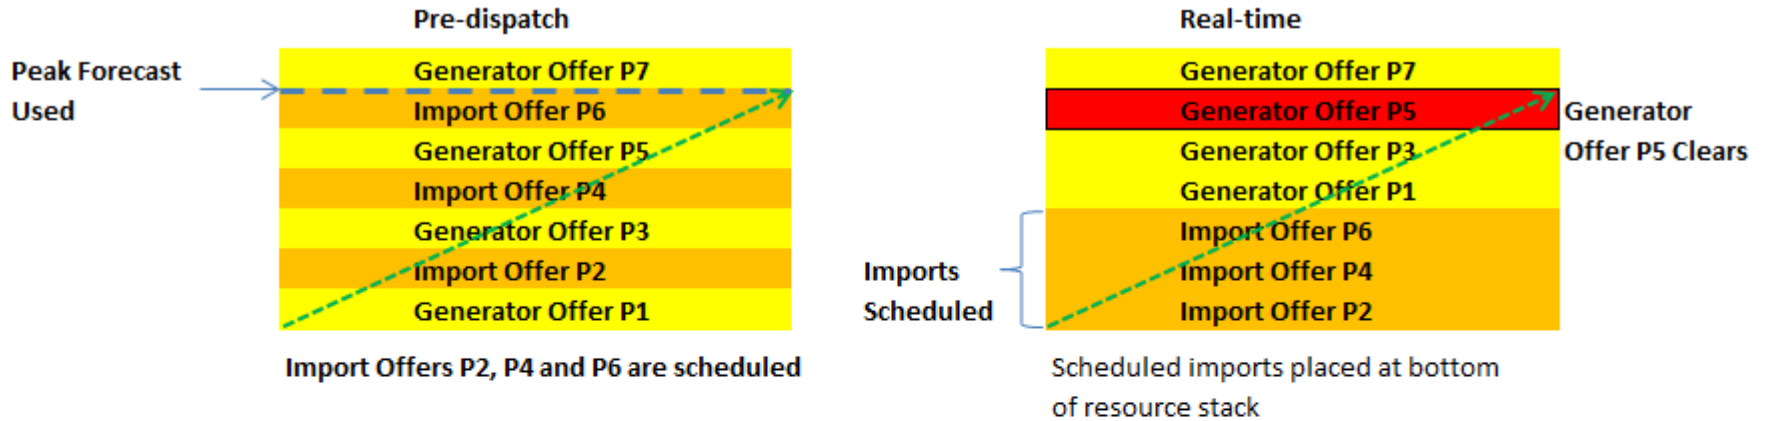 Pre-dispatch
Peak Forecast
Used
Generator Offer P7
Import Offer P6
Generator Offer P5
Import Offer P4
Generator Offer P3
Import Offer P2
Generator Offer P1
Import Offers P2, P4 and P6 are scheduled
Real-time
Generator Offer P7
Generator Offer P5
Generator Offer P3
Generator Offer P1
Import Offer P6
Import Offer P4
Import Offer P2
Generator
Offer P5 Clears
Imports
Scheduled
Scheduled imports placed at bottom
of resource stack